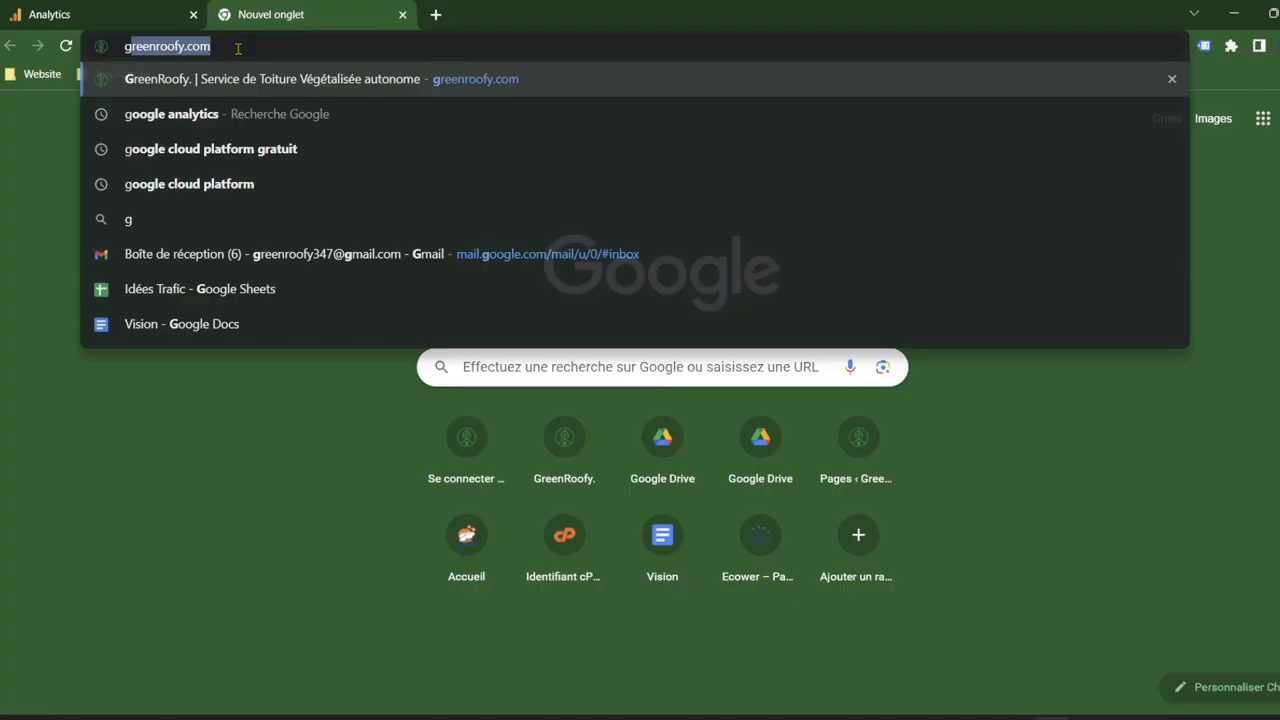 Analytics
Nouvel onglet
greenroofy.com
Website
GreenRoofy. | Service de Toiture Végétalisée autonome - greenroofy.com
google analytics - Recherche Google
Gmail
Images
google cloud platform gratuit
google cloud platform
g
Boîte de réception (6) - greenroofy347@gmail.com - Gmail - mail.google.com/mail/u/0/#inbox
Google
Idées Trafic - Google Sheets
Vision - Google Docs
Effectuez une recherche sur Google ou saisissez une URL
Se connecter ...
GreenRoofy.
Google Drive
Google Drive
Pages ‹ Gree...
cP
Accueil
Identifiant cP...
Vision
Ecower – Pa...
Ajouter un ra...
Personnaliser Ch